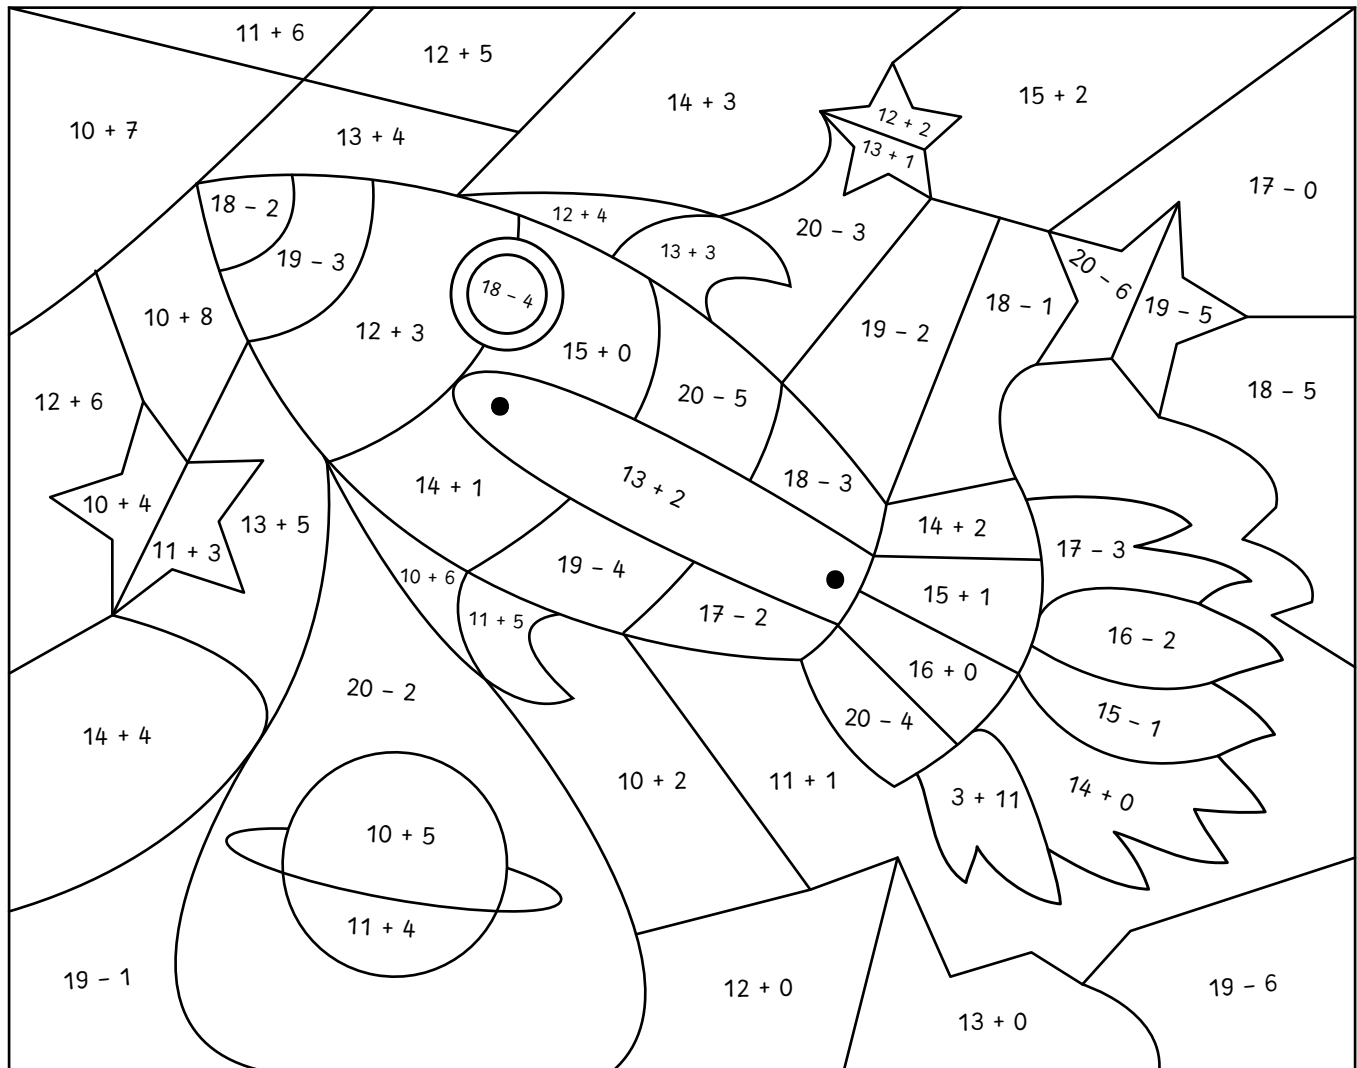 11 + 6
12 + 5
14 + 3
15 + 2
12 + 2
10 + 7
13 + 4
13 + 1
17 – 0
18 – 2
12 + 4
20 – 3
13 + 3
19 – 3
20 – 6
18 – 4
18 – 1
19 – 5
10 + 8
12 + 3
19 – 2
15 + 0
18 – 5
20 – 5
12 + 6
14 + 1
13 + 2
18 – 3
10 + 4
13 + 5
14 + 2
11 + 3
17 – 3
10 + 6
19 – 4
15 + 1
11 + 5
17 – 2
16 – 2
16 + 0
20 – 2
20 – 4
15 – 1
14 + 4
10 + 2
11 + 1
3 + 11
14 + 0
10 + 5
11 + 4
19 – 1
12 + 0
19 – 6
13 + 0